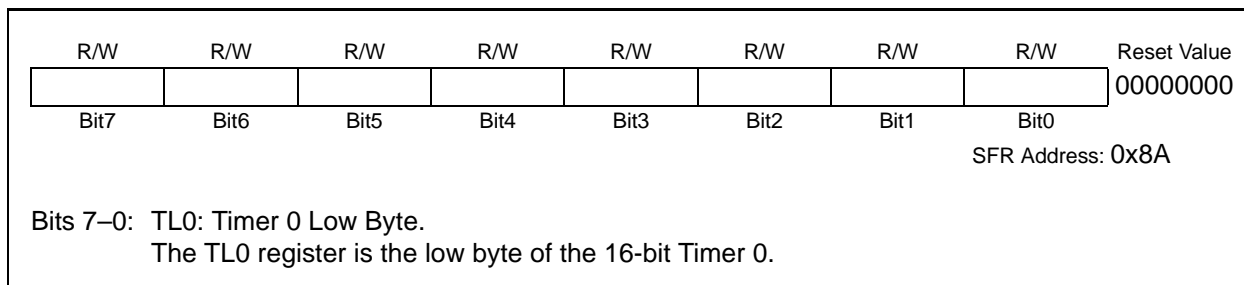 R/W R/W R/W R/W R/W R/W R/W R/W Reset Value
00000000
Bit7 Bit6 Bit5 Bit4 Bit3 Bit2 Bit1 Bit0
SFR Address: 0x8A
Bits 7–0: TL0: Timer 0 Low Byte.
The TL0 register is the low byte of the 16-bit Timer 0.